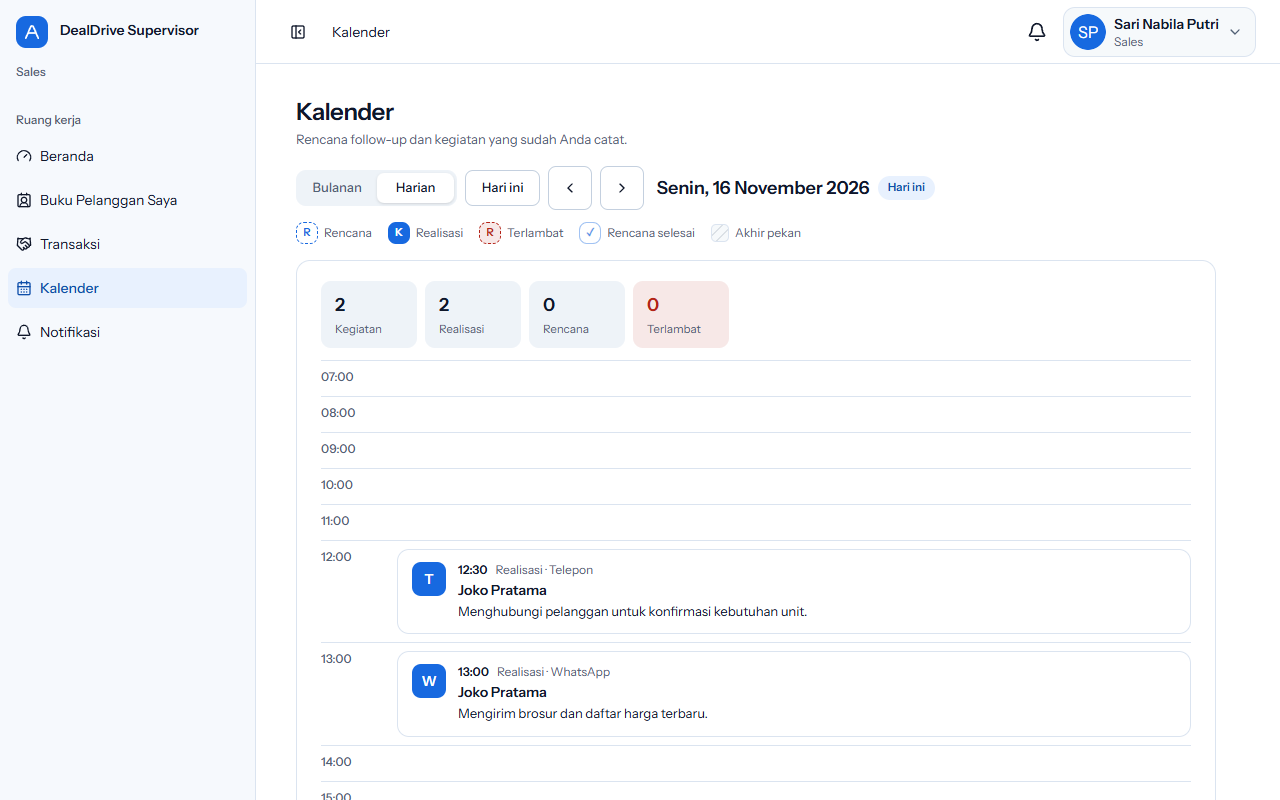 A DealDrive Supervisor
Sales
Ruang kerja
Beranda
Buku Pelanggan Saya
Transaksi
Kalender
Notifikasi
Kalender
SP Sari Nabila Putri
Sales
Kalender
Rencana follow-up dan kegiatan yang sudah Anda catat.
Bulanan Harian Hari ini Senin, 16 November 2026 Hari ini
R Rencana K Realisasi R Terlambat ✓ Rencana selesai Akhir pekan
2 2 0 0
Kegiatan Realisasi Rencana Terlambat
07:00
08:00
09:00
10:00
11:00
12:00
T 12:30 Realisasi · Telepon
Joko Pratama
Menghubungi pelanggan untuk konfirmasi kebutuhan unit.
13:00
W 13:00 Realisasi · WhatsApp
Joko Pratama
Mengirim brosur dan daftar harga terbaru.
14:00
15:00